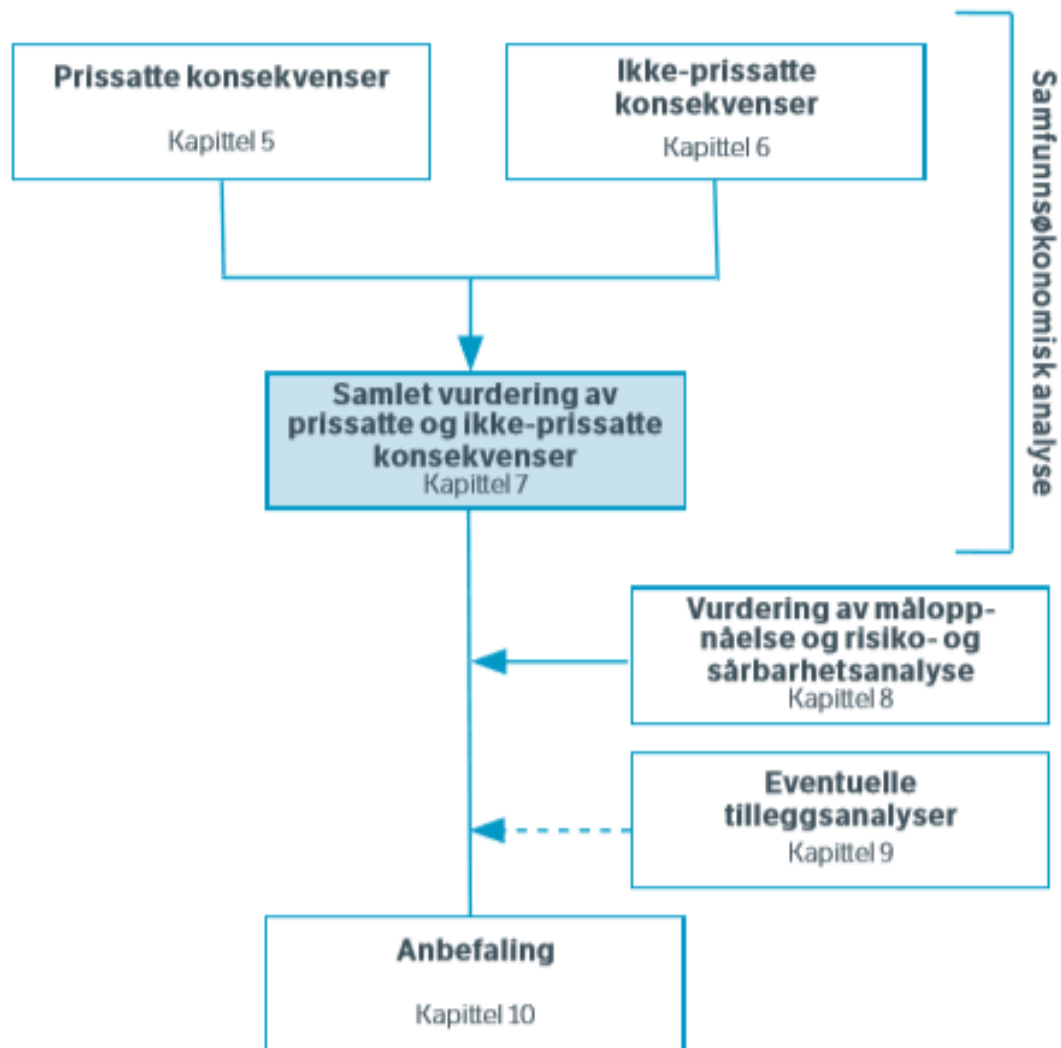 Prissatte konsekvenser
Kapittel 5
Ikke-prissatte
konsekvenser
Kapittel 6
Samfunnsøkonomisk analyse
Samlet vurdering av
prissatte og ikke-prissatte
konsekvenser
Kapittel 7
Vurdering av målopp-
nåelse og risiko- og
sårbarhetsanalyse
Kapittel 8
Eventuelle
tilleggsanalyser
Kapittel 9
Anbefaling
Kapittel 10